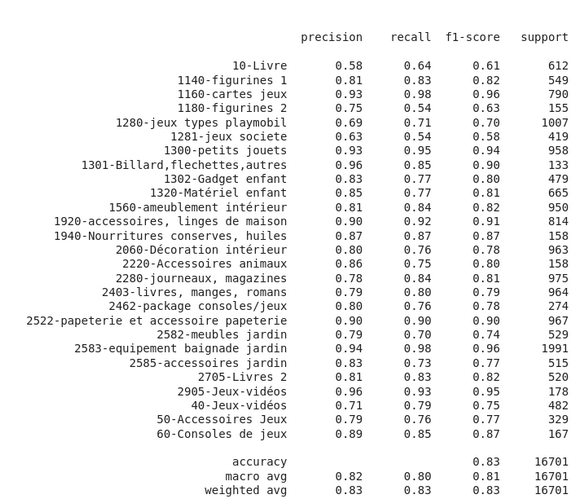 precision recall f1-score support
10-Livre 0.58 0.64 0.61 612
1140-figurines 1 0.81 0.83 0.82 549
1160-cartes jeux 0.93 0.98 0.96 790
1180-figurines 2 0.75 0.54 0.63 155
1280-jeux types playmobil 0.69 0.71 0.70 1007
1281-jeux societe 0.63 0.54 0.58 419
1300-petits jouets 0.93 0.95 0.94 958
1301-Billard,flechettes,autres 0.96 0.85 0.90 133
1302-Gadget enfant 0.83 0.77 0.80 479
1320-Matériel enfant 0.85 0.77 0.81 665
1560-ameublement intérieur 0.81 0.84 0.82 950
1920-accessoires, linges de maison 0.90 0.92 0.91 814
1940-Nourritures conserves, huiles 0.87 0.87 0.87 158
2060-Décoration intérieur 0.80 0.76 0.78 963
2220-Accessoires animaux 0.86 0.75 0.80 158
2280-journeaux, magazines 0.78 0.84 0.81 975
2403-livres, manges, romans 0.79 0.80 0.79 964
2462-package consoles/jeux 0.80 0.76 0.78 274
2522-papeterie et accessoire papeterie 0.90 0.90 0.90 967
2582-meubles jardin 0.79 0.70 0.74 529
2583-equipement baignade jardin 0.94 0.98 0.96 1991
2585-accessoires jardin 0.83 0.73 0.77 515
2705-Livres 2 0.81 0.83 0.82 520
2905-Jeux-vidéos 0.96 0.93 0.95 178
40-Jeux-vidéos 0.71 0.79 0.75 482
50-Accessoires Jeux 0.79 0.76 0.77 329
60-Consoles de jeux 0.89 0.85 0.87 167
accuracy 0.83 16701
macro avg 0.82 0.80 0.81 16701
weighted avg 0.83 0.83 0.83 16701